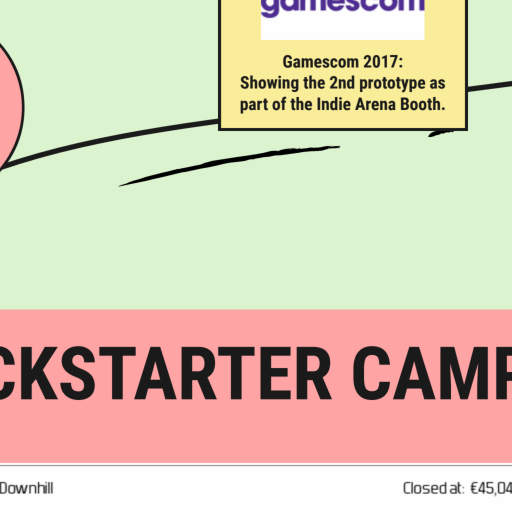 gamescom
Gamescom 2017:
Showing the 2nd prototype as
part of the Indie Arena Booth.
CKSTARTER CAMP
Downhill
Closed at: €45,04